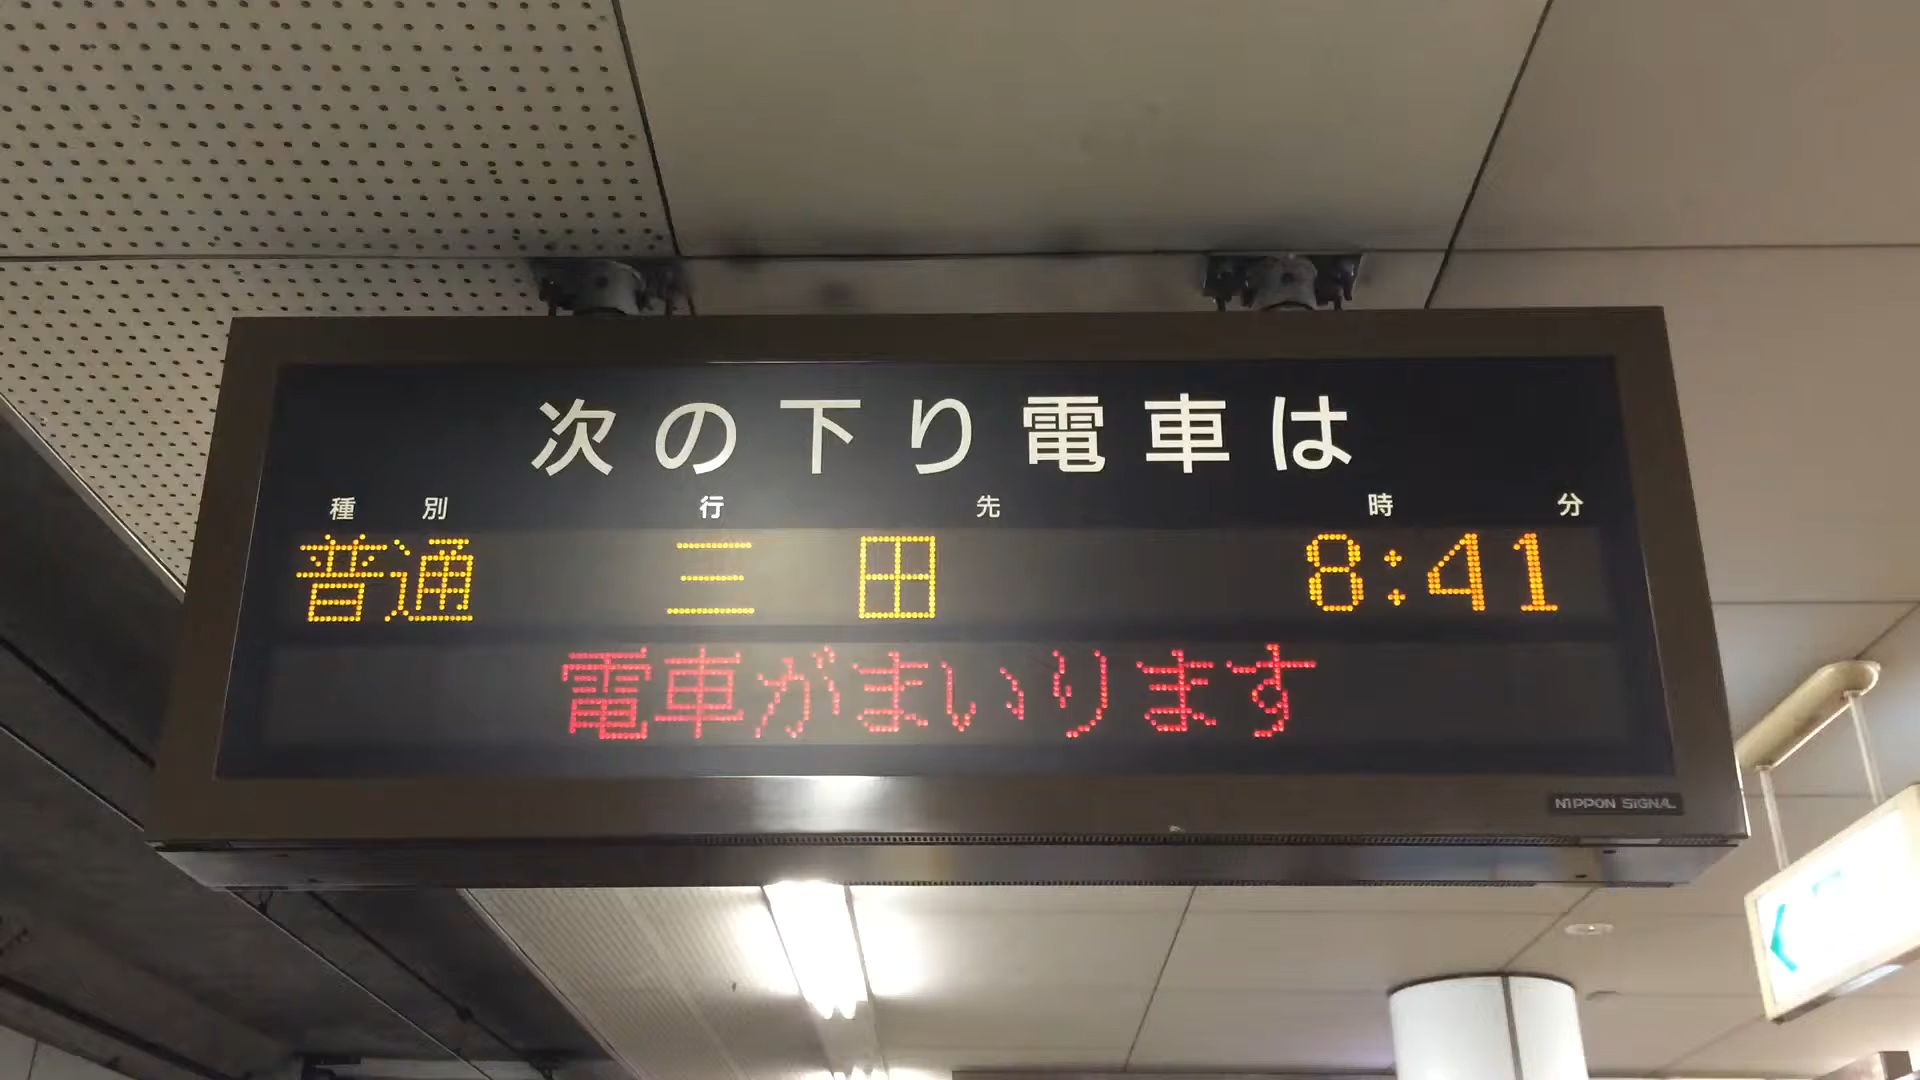 次の下り電車は
種別 行先 時分
普通 三田 8:41
電車がまいります
NIPPON SIGNAL